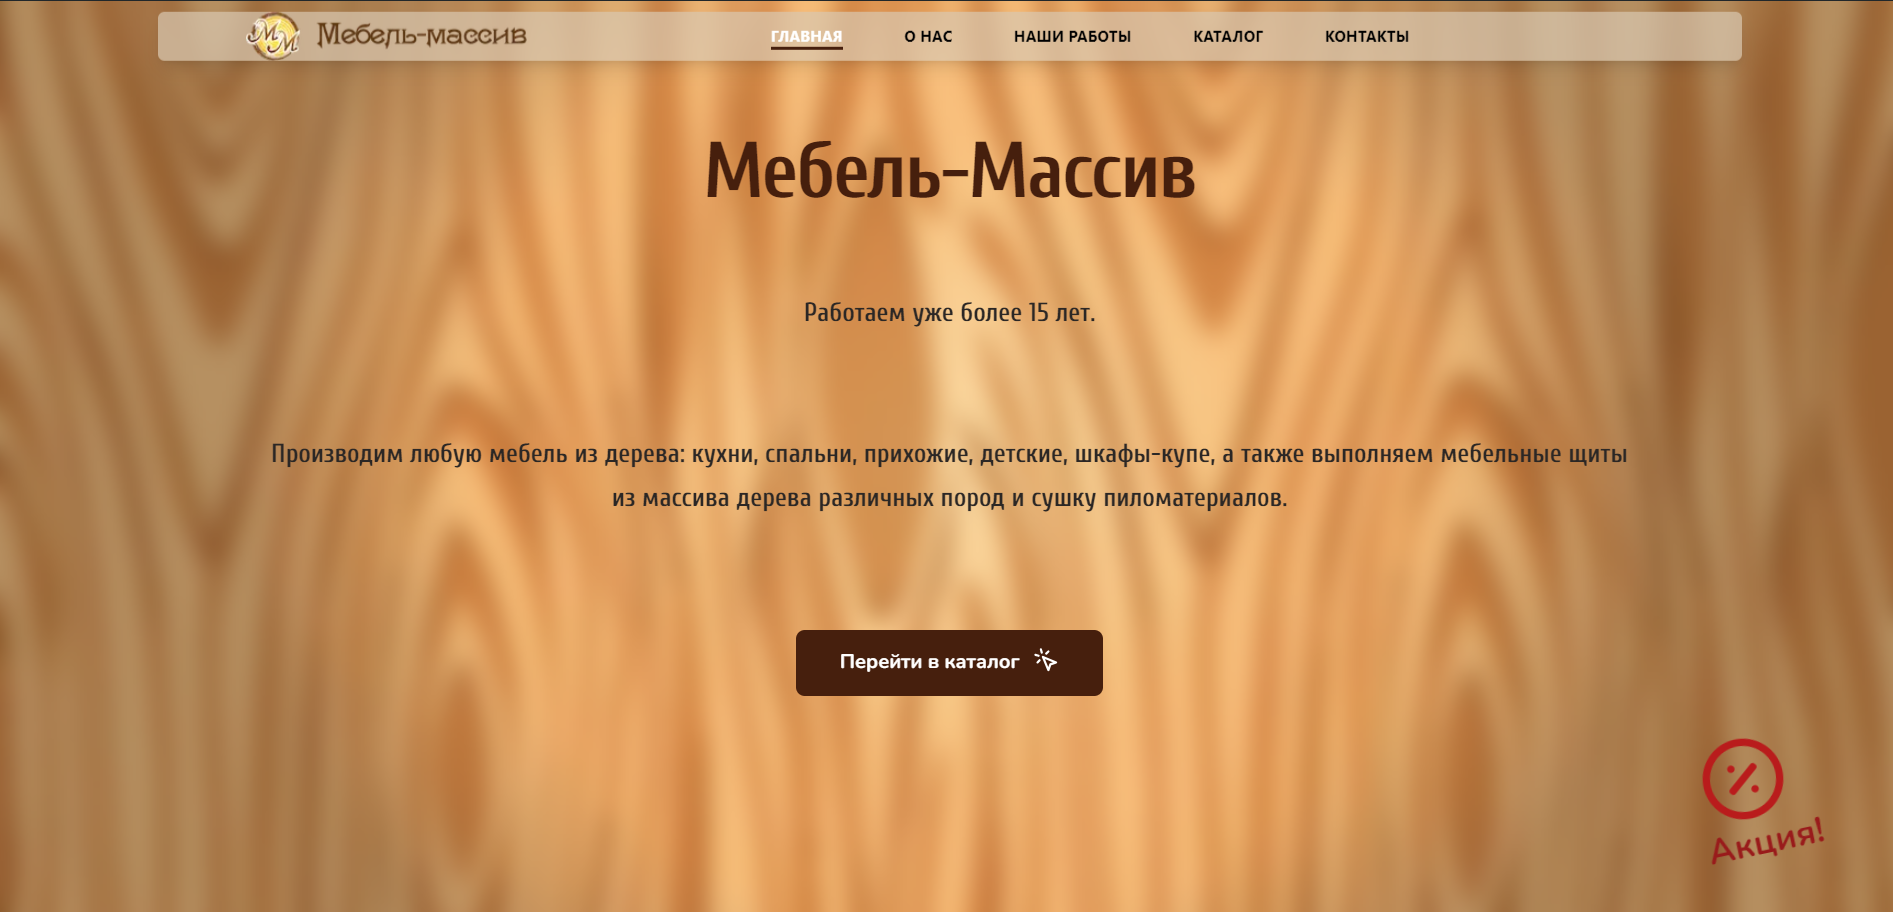 ММ Мебель-массив
ГЛАВНАЯ О НАС НАШИ РАБОТЫ КАТАЛОГ КОНТАКТЫ
Мебель-Массив
Работаем уже более 15 лет.
Производим любую мебель из дерева: кухни, спальни, прихожие, детские, шкафы-купе, а также выполняем мебельные щиты
из массива дерева различных пород и сушку пиломатериалов.
Перейти в каталог
Акция!